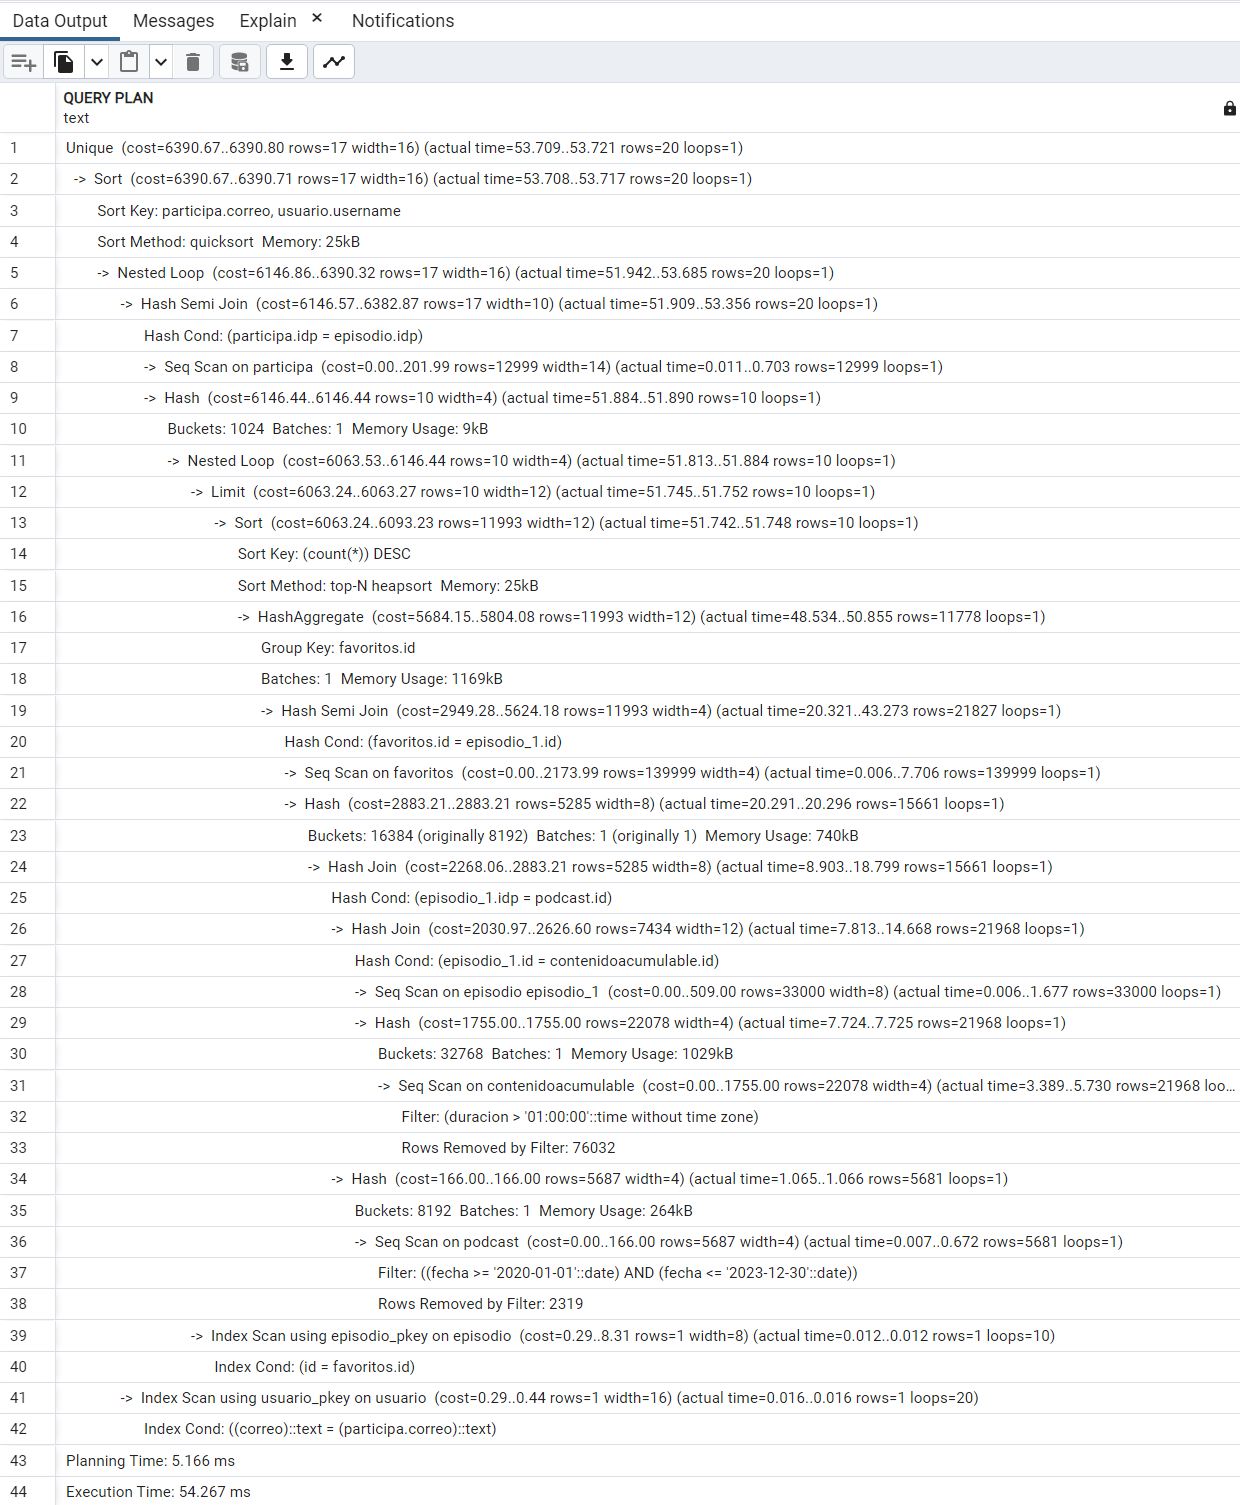 Data Output Messages Explain × Notifications
QUERY PLAN
text
1 Unique (cost=6390.67..6390.80 rows=17 width=16) (actual time=53.709..53.721 rows=20 loops=1)
2 -> Sort (cost=6390.67..6390.71 rows=17 width=16) (actual time=53.708..53.717 rows=20 loops=1)
3 Sort Key: participa.correo, usuario.username
4 Sort Method: quicksort Memory: 25kB
5 -> Nested Loop (cost=6146.86..6390.32 rows=17 width=16) (actual time=51.942..53.685 rows=20 loops=1)
6 -> Hash Semi Join (cost=6146.57..6382.87 rows=17 width=10) (actual time=51.909..53.356 rows=20 loops=1)
7 Hash Cond: (participa.idp = episodio.idp)
8 -> Seq Scan on participa (cost=0.00..201.99 rows=12999 width=14) (actual time=0.011..0.703 rows=12999 loops=1)
9 -> Hash (cost=6146.44..6146.44 rows=10 width=4) (actual time=51.884..51.890 rows=10 loops=1)
10 Buckets: 1024 Batches: 1 Memory Usage: 9kB
11 -> Nested Loop (cost=6063.53..6146.44 rows=10 width=4) (actual time=51.813..51.884 rows=10 loops=1)
12 -> Limit (cost=6063.24..6063.27 rows=10 width=12) (actual time=51.745..51.752 rows=10 loops=1)
13 -> Sort (cost=6063.24..6093.23 rows=11993 width=12) (actual time=51.742..51.748 rows=10 loops=1)
14 Sort Key: (count(*)) DESC
15 Sort Method: top-N heapsort Memory: 25kB
16 -> HashAggregate (cost=5684.15..5804.08 rows=11993 width=12) (actual time=48.534..50.855 rows=11778 loops=1)
17 Group Key: favoritos.id
18 Batches: 1 Memory Usage: 1169kB
19 -> Hash Semi Join (cost=2949.28..5624.18 rows=11993 width=4) (actual time=20.321..43.273 rows=21827 loops=1)
20 Hash Cond: (favoritos.id = episodio_1.id)
21 -> Seq Scan on favoritos (cost=0.00..2173.99 rows=139999 width=4) (actual time=0.006..7.706 rows=139999 loops=1)
22 -> Hash (cost=2883.21..2883.21 rows=5285 width=8) (actual time=20.291..20.296 rows=15661 loops=1)
23 Buckets: 16384 (originally 8192) Batches: 1 (originally 1) Memory Usage: 740kB
24 -> Hash Join (cost=2268.06..2883.21 rows=5285 width=8) (actual time=8.903..18.799 rows=15661 loops=1)
25 Hash Cond: (episodio_1.idp = podcast.id)
26 -> Hash Join (cost=2030.97..2626.60 rows=7434 width=12) (actual time=7.813..14.668 rows=21968 loops=1)
27 Hash Cond: (episodio_1.id = contenidoacumulable.id)
28 -> Seq Scan on episodio episodio_1 (cost=0.00..509.00 rows=33000 width=8) (actual time=0.006..1.677 rows=33000 loops=1)
29 -> Hash (cost=1755.00..1755.00 rows=22078 width=4) (actual time=7.724..7.725 rows=21968 loops=1)
30 Buckets: 32768 Batches: 1 Memory Usage: 1029kB
31 -> Seq Scan on contenidoacumulable (cost=0.00..1755.00 rows=22078 width=4) (actual time=3.389..5.730 rows=21968 loo...
32 Filter: (duracion > '01:00:00'::time without time zone)
33 Rows Removed by Filter: 76032
34 -> Hash (cost=166.00..166.00 rows=5687 width=4) (actual time=1.065..1.066 rows=5681 loops=1)
35 Buckets: 8192 Batches: 1 Memory Usage: 264kB
36 -> Seq Scan on podcast (cost=0.00..166.00 rows=5687 width=4) (actual time=0.007..0.672 rows=5681 loops=1)
37 Filter: ((fecha >= '2020-01-01'::date) AND (fecha <= '2023-12-30'::date))
38 Rows Removed by Filter: 2319
39 -> Index Scan using episodio_pkey on episodio (cost=0.29..8.31 rows=1 width=8) (actual time=0.012..0.012 rows=1 loops=10)
40 Index Cond: (id = favoritos.id)
41 -> Index Scan using usuario_pkey on usuario (cost=0.29..0.44 rows=1 width=16) (actual time=0.016..0.016 rows=1 loops=20)
42 Index Cond: ((correo)::text = (participa.correo)::text)
43 Planning Time: 5.166 ms
44 Execution Time: 54.267 ms